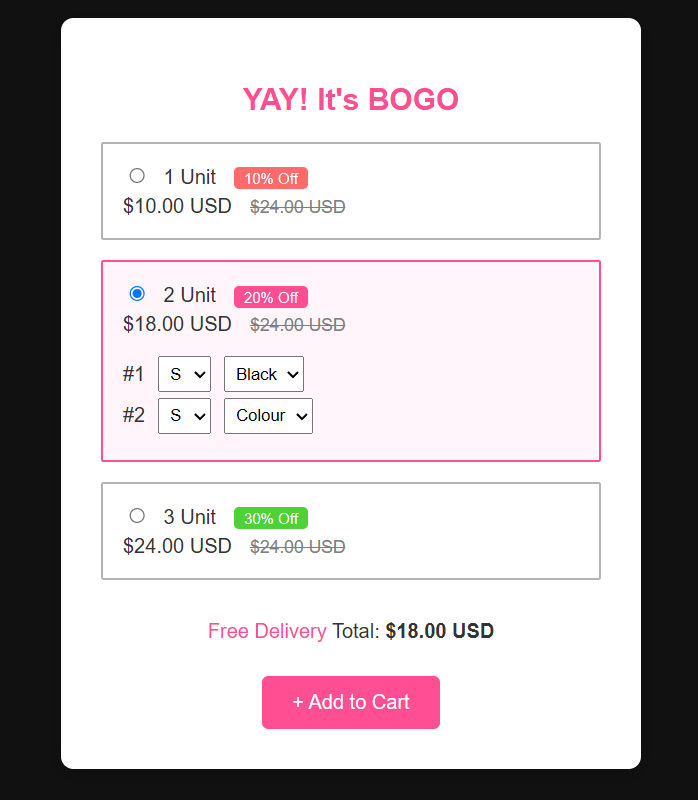 YAY! It's BOGO
1 Unit 10% Off
$10.00 USD $24.00 USD
2 Unit 20% Off
$18.00 USD $24.00 USD
#1 S Black
#2 S Colour
3 Unit 30% Off
$24.00 USD $24.00 USD
Free Delivery Total: $18.00 USD
+ Add to Cart